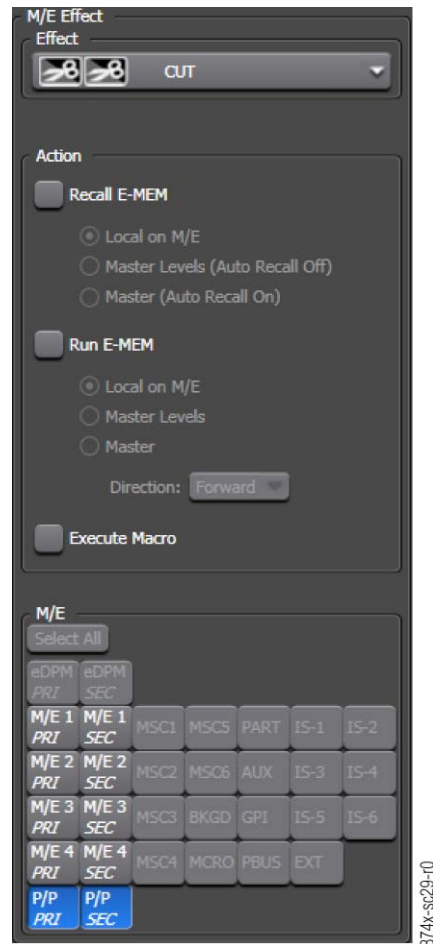 M/E Effect
Effect
CUT
Action
Recall E-MEM
Local on M/E
Master Levels (Auto Recall Off)
Master (Auto Recall On)
Run E-MEM
Local on M/E
Master Levels
Master
Direction: Forward
Execute Macro
M/E
Select All
eDPM eDPM
PRI SEC
M/E 1 M/E 1 MSC1 MSC5 PART IS-1 IS-2
PRI SEC
M/E 2 M/E 2 MSC2 MSC6 AUX IS-3 IS-4
PRI SEC
M/E 3 M/E 3 MSC3 BKGD GPI IS-5 IS-6
PRI SEC
M/E 4 M/E 4 MSC4 MCRO PBUS EXT
PRI SEC
P/P P/P
PRI SEC